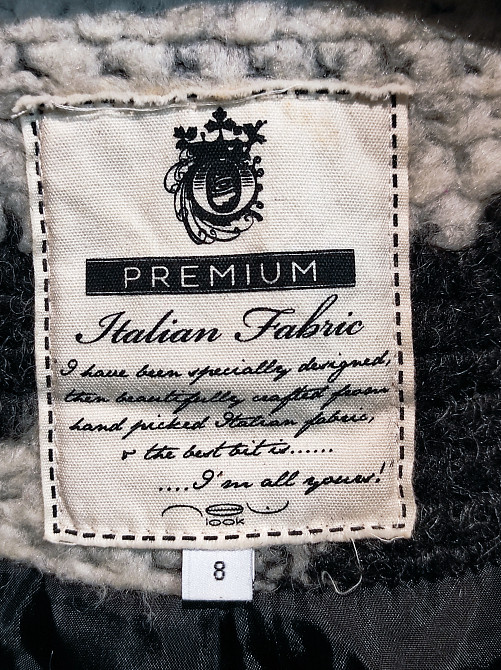 PREMIUM
Italian Fabric
I have been specially designed,
then beautifully crafted from
hand picked Italian fabric,
& the best bit is......
....I'm all yours!"
look
8